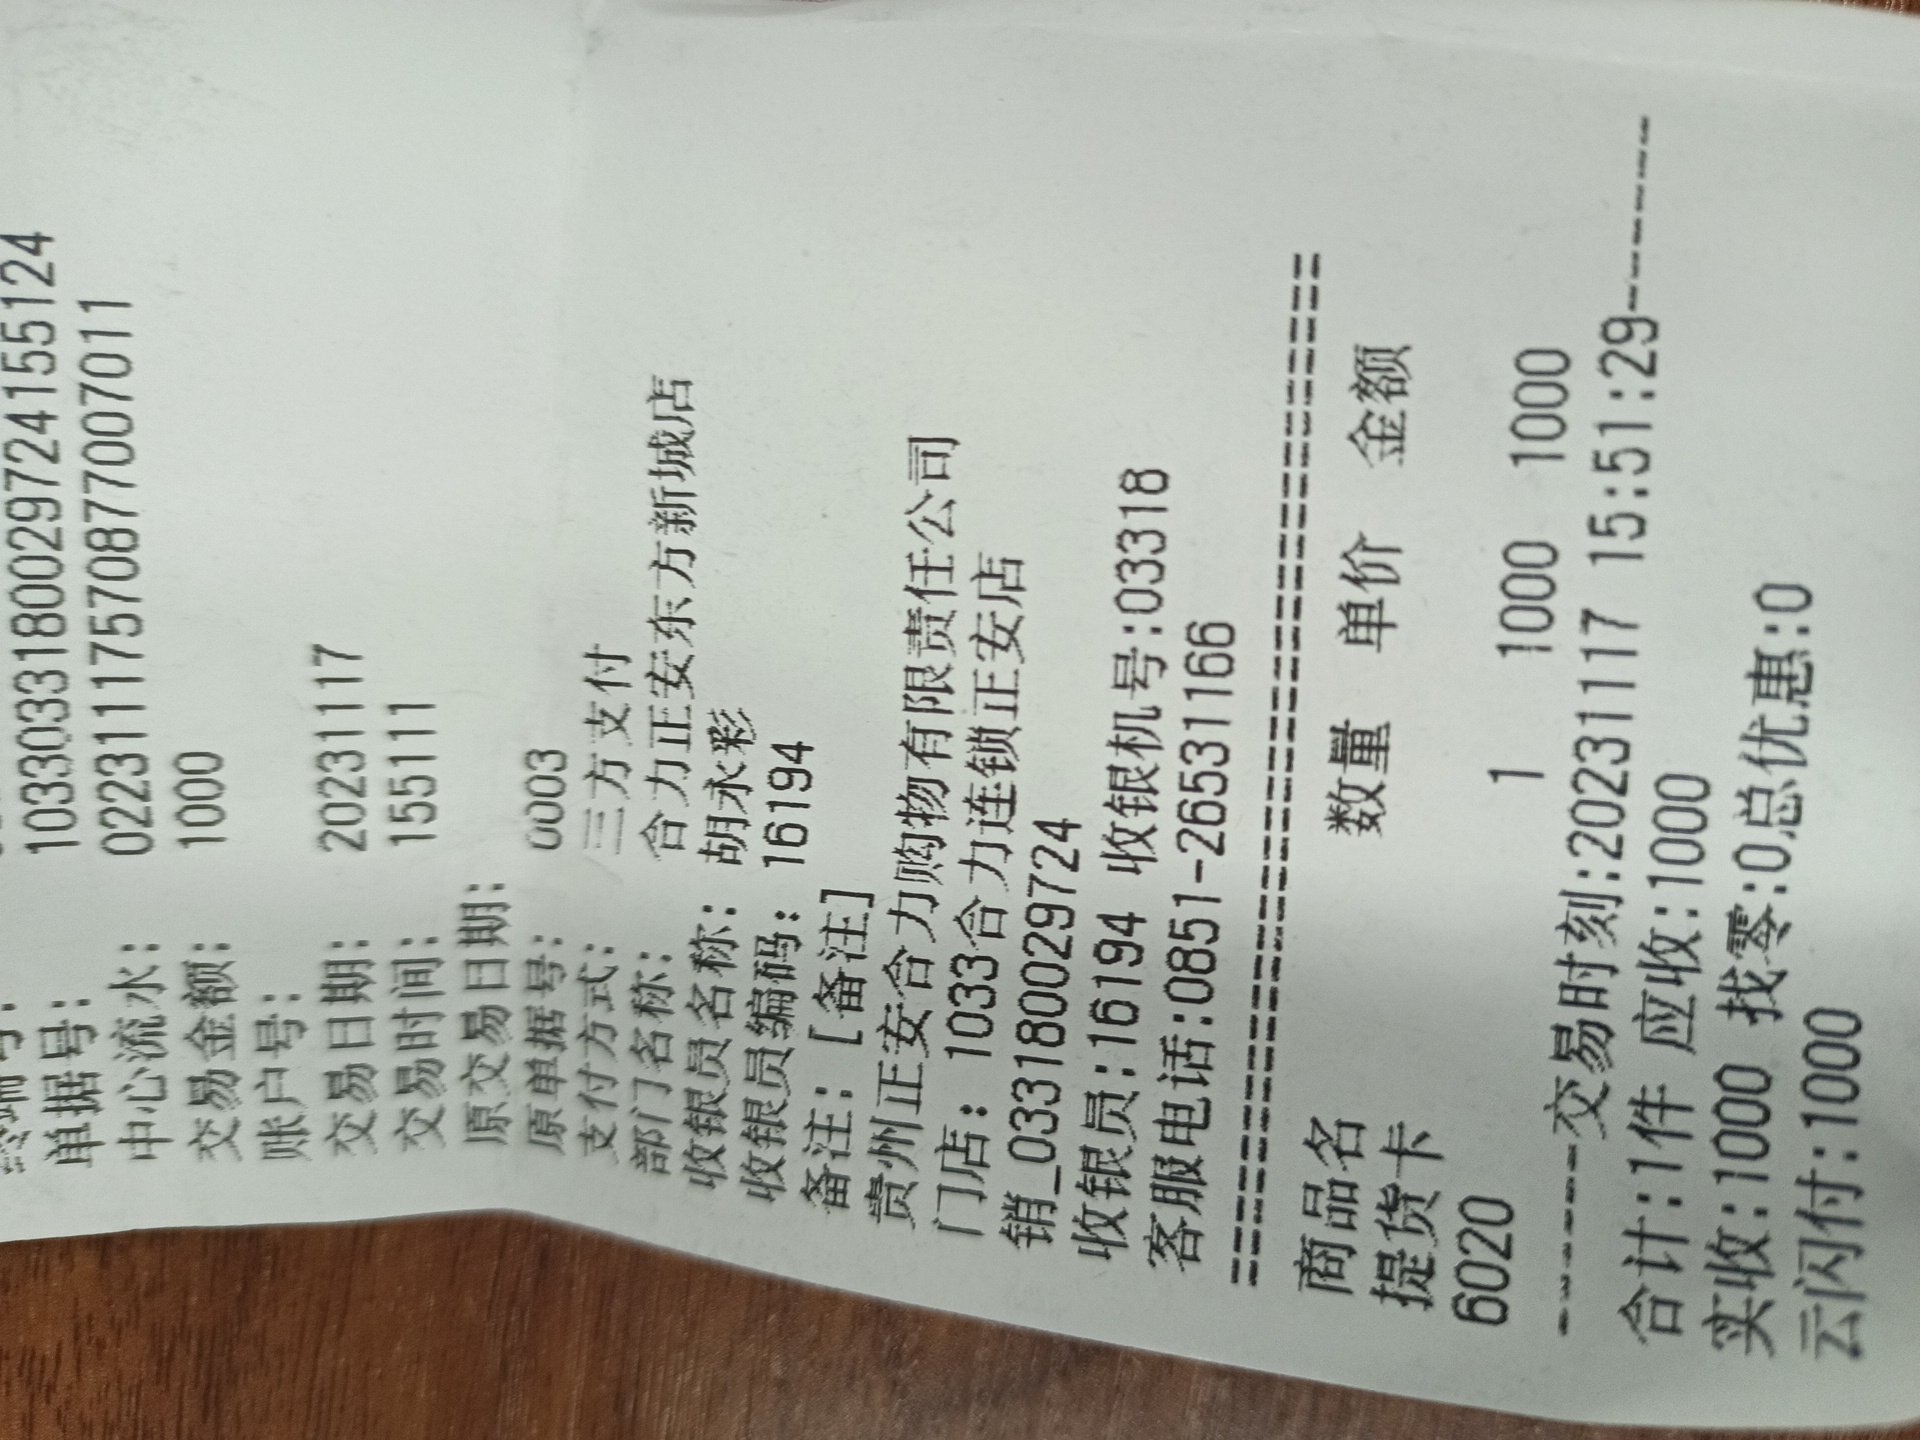 单据号: 10330331800297241551​24
中心流水: 02231117570877007011
交易金额: 1000
账户号:
交易日期: 20231117
交易时间: 155111
原交易日期:
原单据号: 0003
支付方式: 三方支付
部门名称: 合力正安东方新城店
收银员名称: 胡永彩
收银员编码: 16194
备注: [备注]
贵州正安合力购物有限责任公司
门店: 1033合力连锁正安店
销_033180029724
收银员:16194 收银机号:03318
客服电话:0851-26531166
商品名 数量 单价 金额
提货卡
6020 1 1000 1000
-------交易时刻:20231117 15:51:29-------
合计:1件 应收:1000
实收:1000 找零:0总优惠:0
云闪付:1000